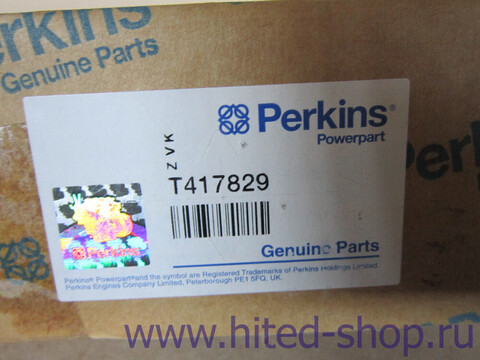 erkins
Genuine Parts
Perkins®
Powerpart
ZVK
T417829
PERKINS
Genuine Parts
Perkins® Powerpart® and the symbol are Registered Trademarks of Perkins Holdings Limited.
Perkins Engines Company Limited, Peterborough PE1 5FQ, UK.
www.hited-shop.ru